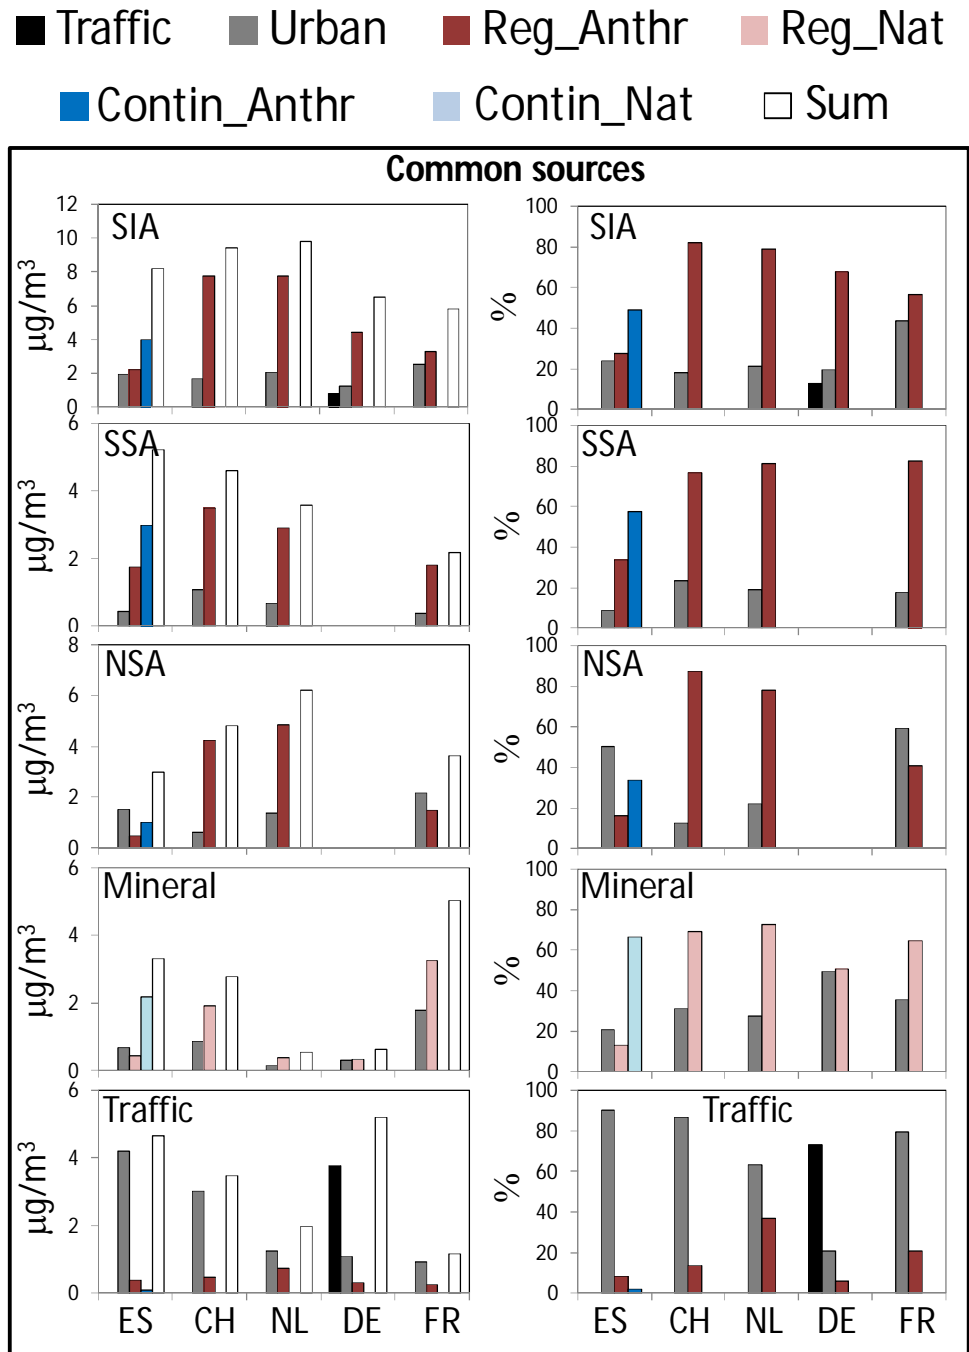 Traffic Urban Reg_Anthr Reg_Nat
Contin_Anthr Contin_Nat Sum
Common sources
SIA
µg/m³
12
10
8
6
4
2
0
SIA
%
100
80
60
40
20
0
SSA
µg/m³
6
4
2
0
SSA
%
100
80
60
40
20
0
NSA
µg/m³
8
6
4
2
0
NSA
%
100
80
60
40
20
0
Mineral
µg/m³
6
4
2
0
Mineral
%
100
80
60
40
20
0
Traffic
µg/m³
6
4
2
0
ES CH NL DE FR
Traffic
%
100
80
60
40
20
0
ES CH NL DE FR